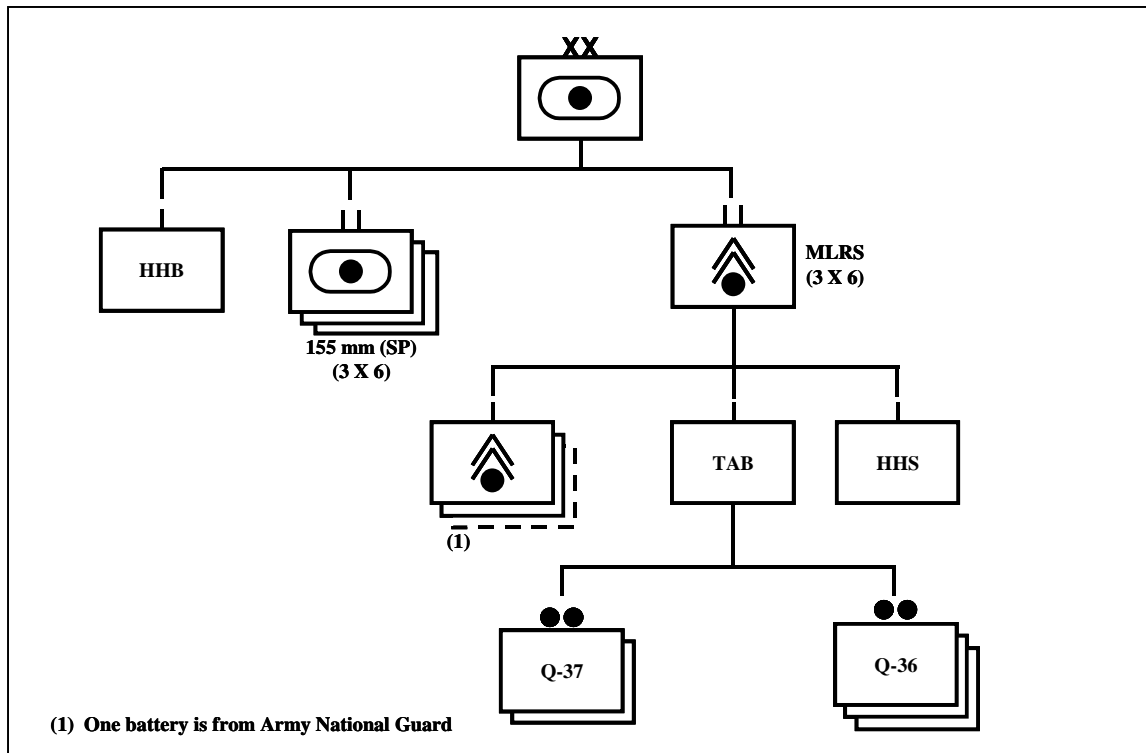 XX
HHB
155 mm (SP)
(3 X 6)
MLRS
(3 X 6)
(1)
TAB
HHS
Q-37
Q-36
(1) One battery is from Army National Guard